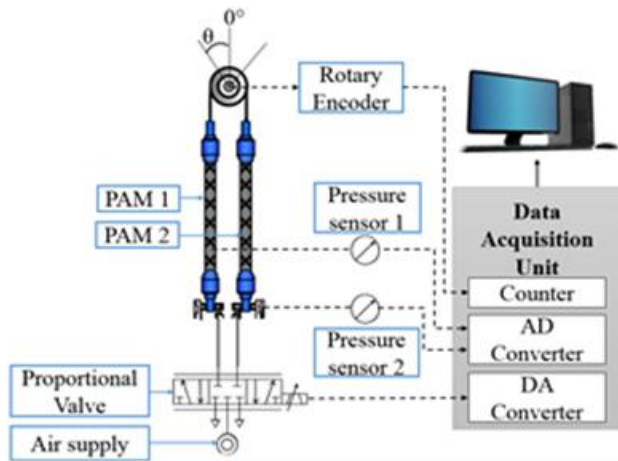 0°
θ
Rotary
Encoder
PAM 1
PAM 2
Pressure
sensor 1
Data
Acquisition
Unit
Counter
AD
Converter
Pressure
sensor 2
DA
Converter
Proportional
Valve
Air supply